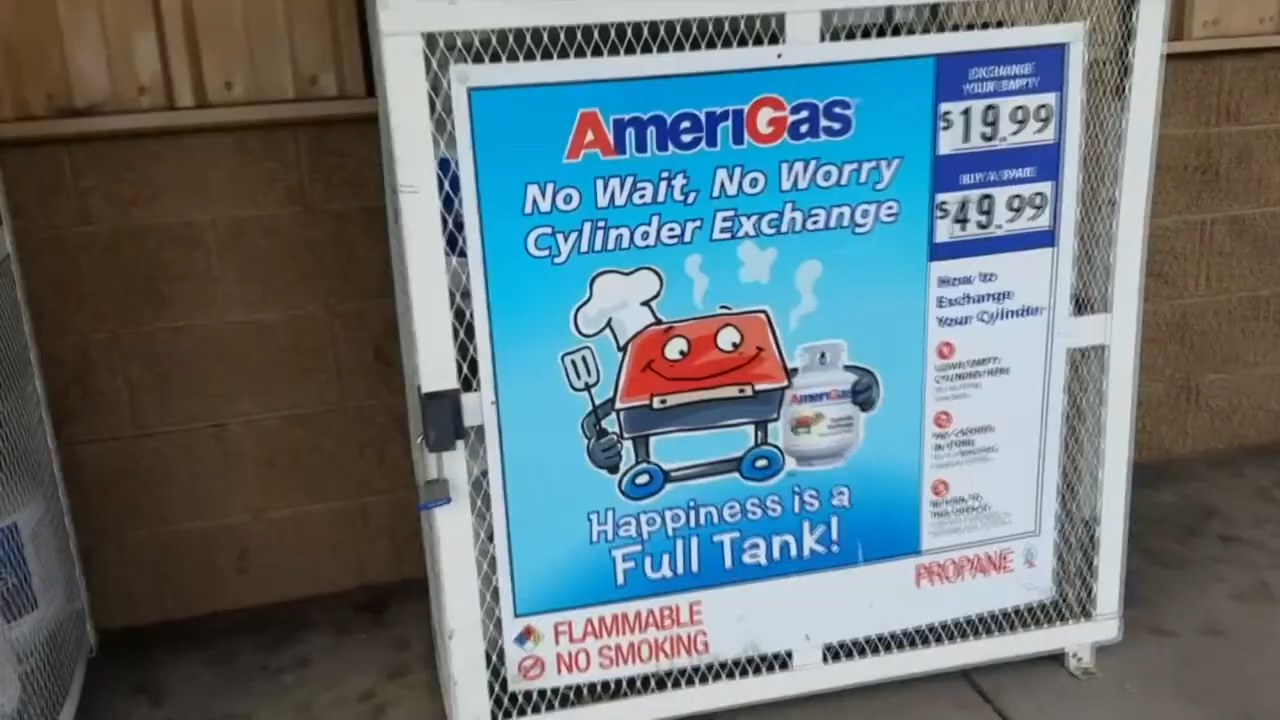 AmeriGas
No Wait, No Worry
Cylinder Exchange
AmeriGas
Happiness is a
Full Tank!
EXCHANGE
YOUR EMPTY
$19.99
BUY A SPARE
$49.99
How to
Exchange
Your Cylinder
PROPANE
FLAMMABLE
NO SMOKING